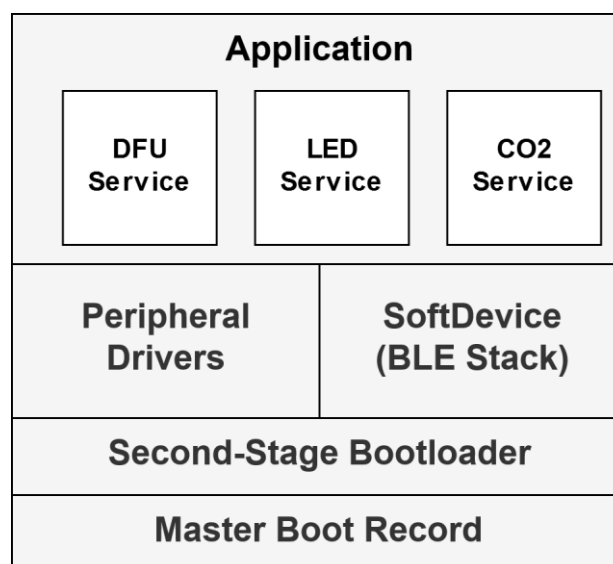 Application
DFU
Service
LED
Service
CO2
Service
Peripheral
Drivers
SoftDevice
(BLE Stack)
Second-Stage Bootloader
Master Boot Record